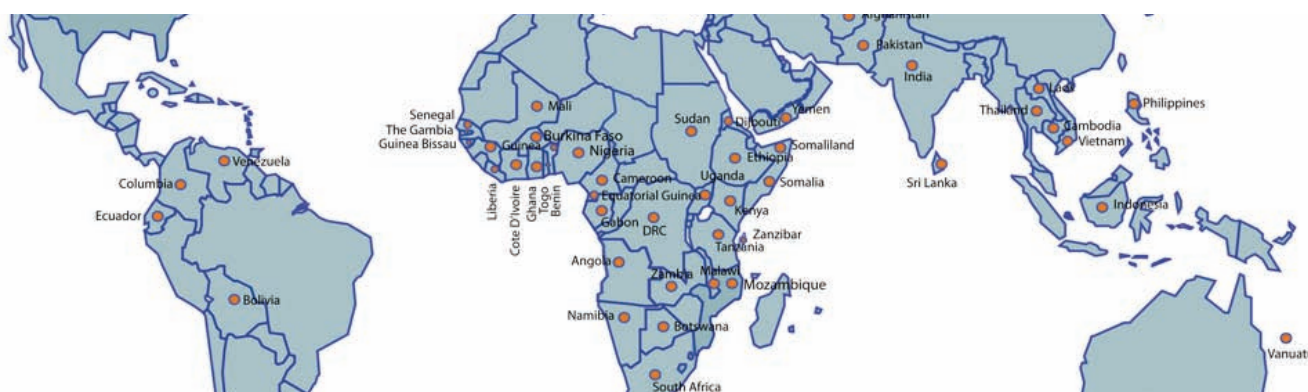 Afghanistan
Pakistan
India
Laos
Thailand
Philippines
Cambodia
Vietnam
Sri Lanka
Indonesia
Vanuatu
Mali
Senegal
The Gambia
Guinea Bissau
Guinea
Burkina Faso
Nigeria
Sudan
Djibouti
Yemen
Somaliland
Ethiopia
Somalia
Uganda
Kenya
Cameroon
Equatorial Guinea
Gabon
DRC
Liberia
Cote D'Ivoire
Ghana
Togo
Benin
Zanzibar
Tanzania
Angola
Zambia
Malawi
Mozambique
Namibia
Botswana
South Africa
Venezuela
Columbia
Ecuador
Bolivia